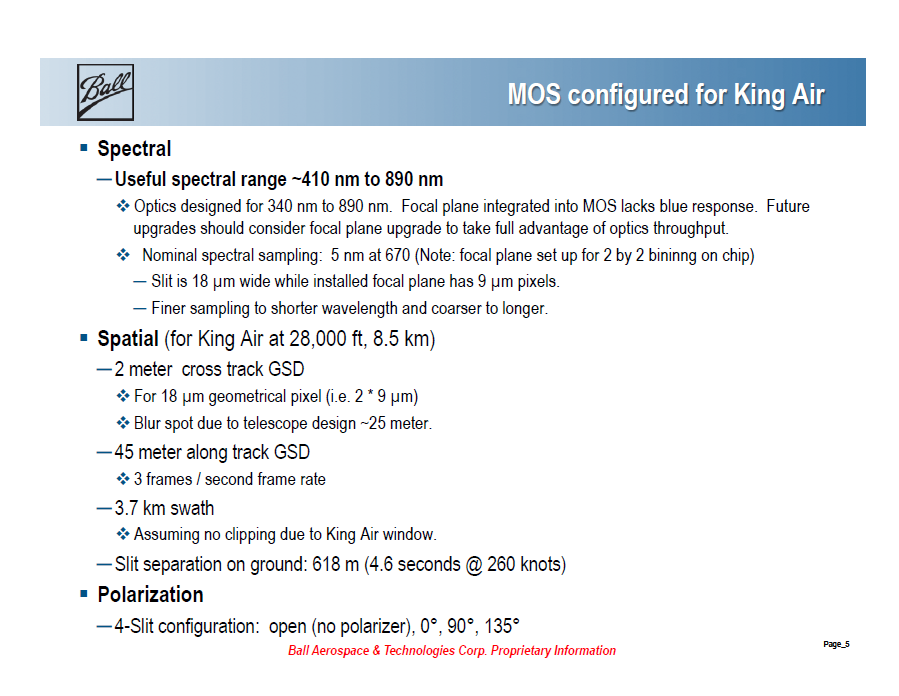 Ball
MOS configured for King Air
▪ Spectral
— Useful spectral range ~410 nm to 890 nm
❖ Optics designed for 340 nm to 890 nm. Focal plane integrated into MOS lacks blue response. Future
upgrades should consider focal plane upgrade to take full advantage of optics throughput.
❖ Nominal spectral sampling: 5 nm at 670 (Note: focal plane set up for 2 by 2 bininng on chip)
— Slit is 18 µm wide while installed focal plane has 9 µm pixels.
— Finer sampling to shorter wavelength and coarser to longer.
▪ Spatial (for King Air at 28,000 ft, 8.5 km)
— 2 meter cross track GSD
❖ For 18 µm geometrical pixel (i.e. 2 * 9 µm)
❖ Blur spot due to telescope design ~25 meter.
— 45 meter along track GSD
❖ 3 frames / second frame rate
— 3.7 km swath
❖ Assuming no clipping due to King Air window.
— Slit separation on ground: 618 m (4.6 seconds @ 260 knots)
▪ Polarization
— 4-Slit configuration: open (no polarizer), 0°, 90°, 135°
Ball Aerospace & Technologies Corp. Proprietary Information
Page_5